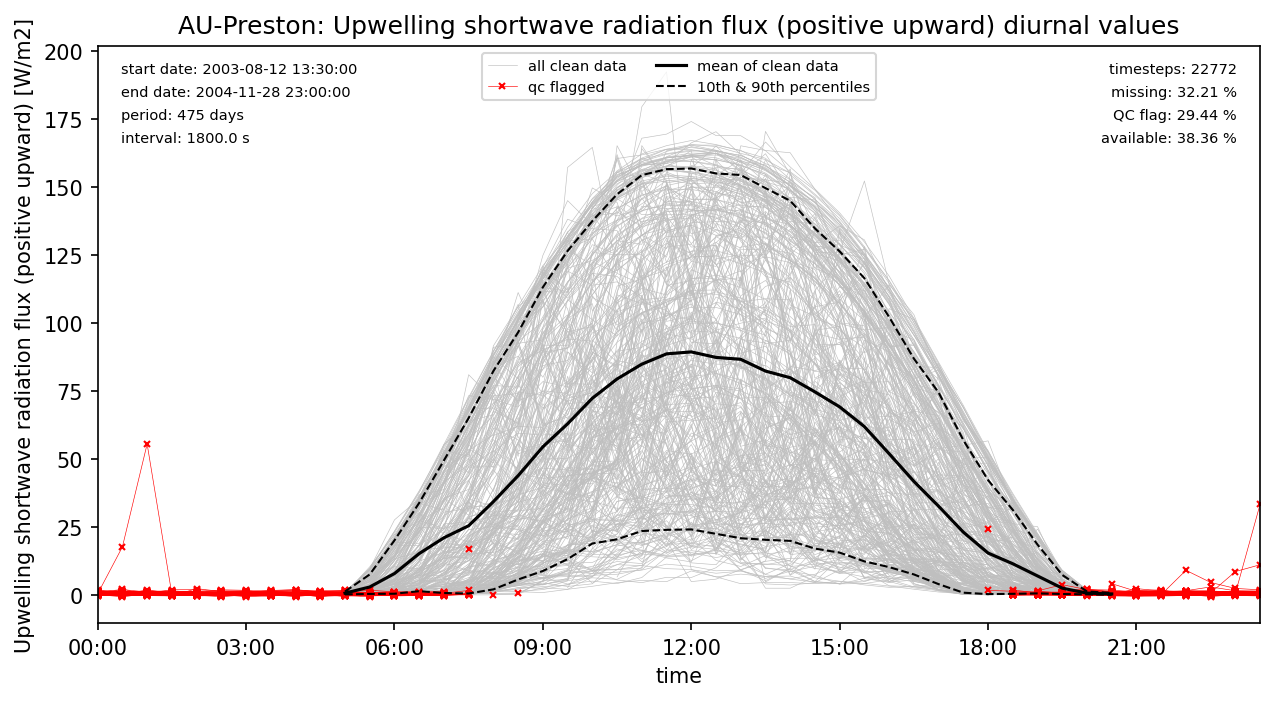 AU-Preston: Upwelling shortwave radiation flux (positive upward) diurnal values
Upwelling shortwave radiation flux (positive upward) [W/m2]
200
175
150
125
100
75
50
25
0
start date: 2003-08-12 13:30:00
end date: 2004-11-28 23:00:00
period: 475 days
interval: 1800.0 s
all clean data
qc flagged
mean of clean data
10th & 90th percentiles
timesteps: 22772
missing: 32.21 %
QC flag: 29.44 %
available: 38.36 %
00:00 03:00 06:00 09:00 12:00 15:00 18:00 21:00
time